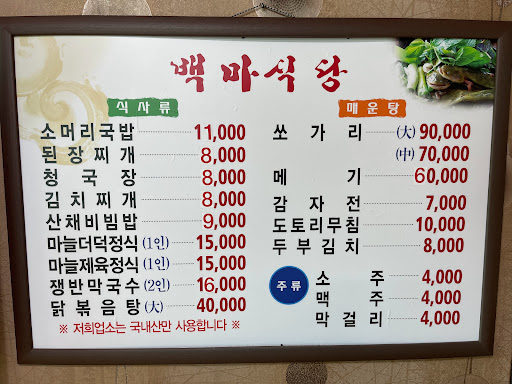 백마식당
식사류
소머리국밥 11,000
된장찌개 8,000
청국장 8,000
김치찌개 8,000
산채비빔밥 9,000
마늘더덕정식 (1인) 15,000
마늘제육정식 (1인) 15,000
쟁반막국수 (2인) 16,000
닭볶음탕 (大) 40,000
※ 저희업소는 국내산만 사용합니다 ※
매운탕
쏘가리 (大) 90,000
(中) 70,000
메기 60,000
감자전 7,000
도토리무침 10,000
두부김치 8,000
주류
소주 4,000
맥주 4,000
막걸리 4,000